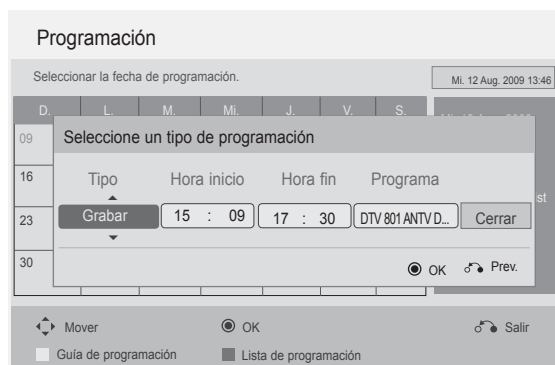 Programación
Seleccionar la fecha de programación.
Mi. 12 Aug. 2009 13:46
D. L. M. Mi. J. V. S.
09
16
23
30
st
Seleccione un tipo de programación
Tipo Hora inicio Hora fin Programa
Grabar 15 : 09 17 : 30 DTV 801 ANTV D... Cerrar
OK Prev.
Mover OK Salir
Guía de programación Lista de programación